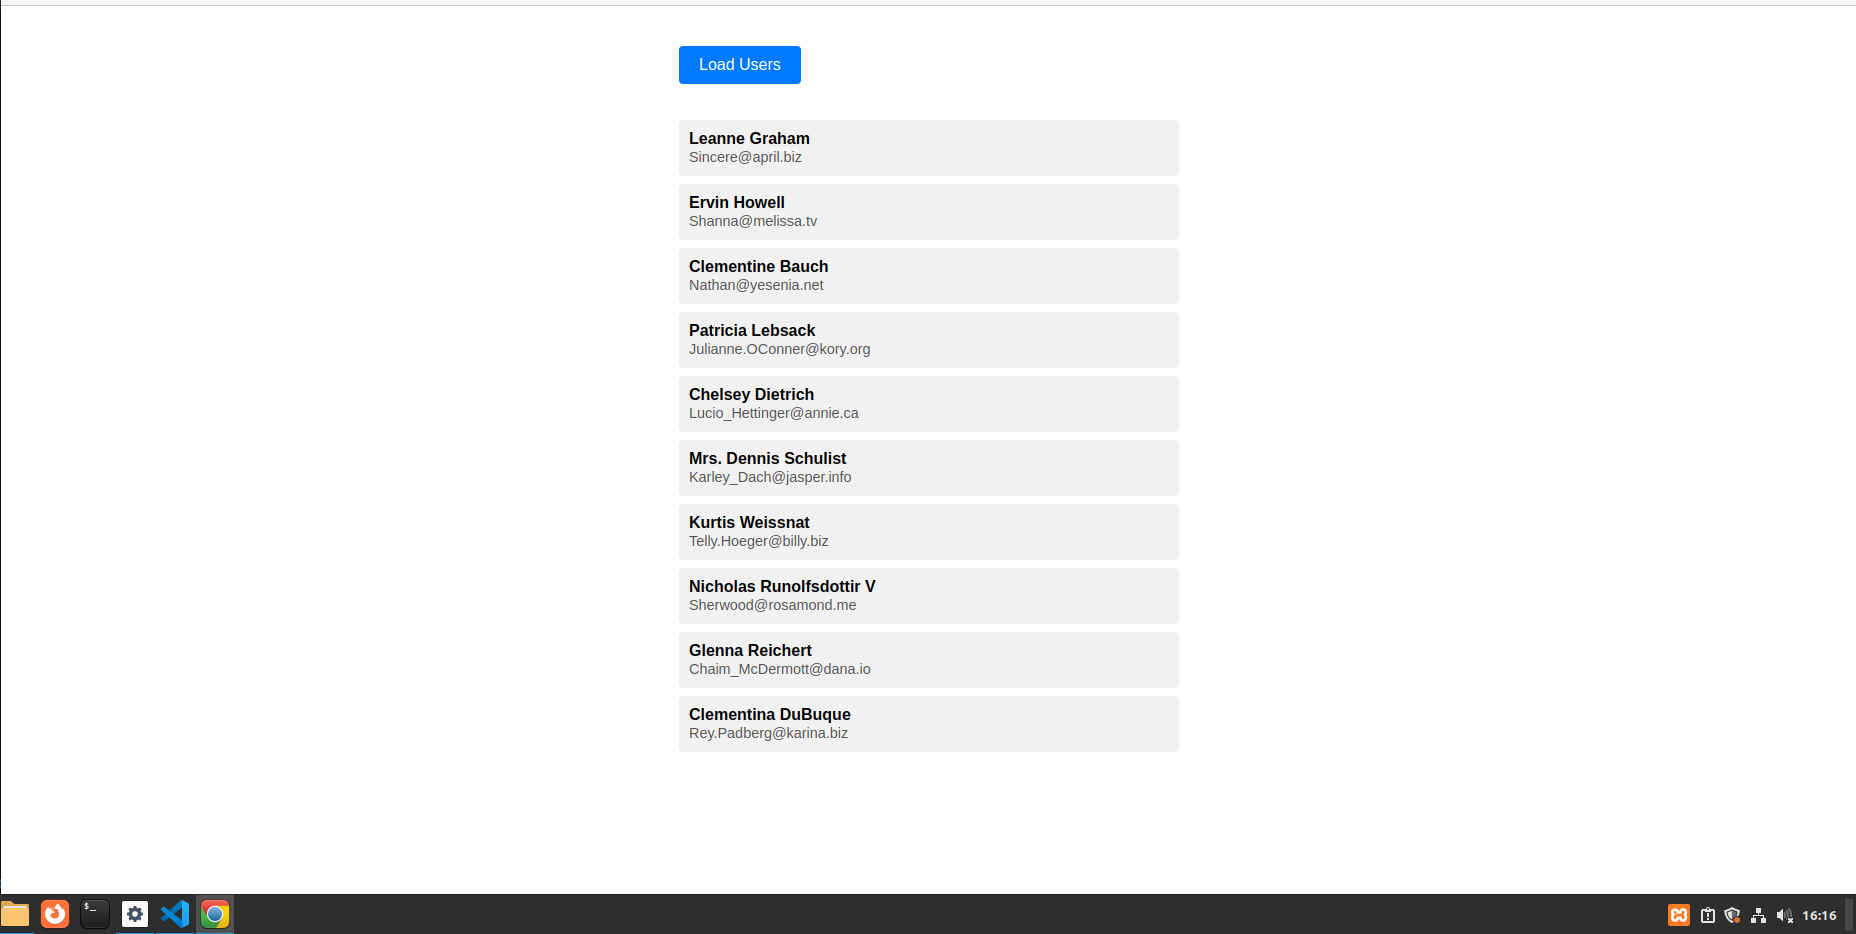 Load Users
Leanne Graham
Sincere@april.biz
Ervin Howell
Shanna@melissa.tv
Clementine Bauch
Nathan@yesenia.net
Patricia Lebsack
Julianne.OConner@kory.org
Chelsey Dietrich
Lucio_Hettinger@annie.ca
Mrs. Dennis Schulist
Karley_Dach@jasper.info
Kurtis Weissnat
Telly.Hoeger@billy.biz
Nicholas Runolfsdottir V
Sherwood@rosamond.me
Glenna Reichert
Chaim_McDermott@dana.io
Clementina DuBuque
Rey.Padberg@karina.biz
$_
16:16